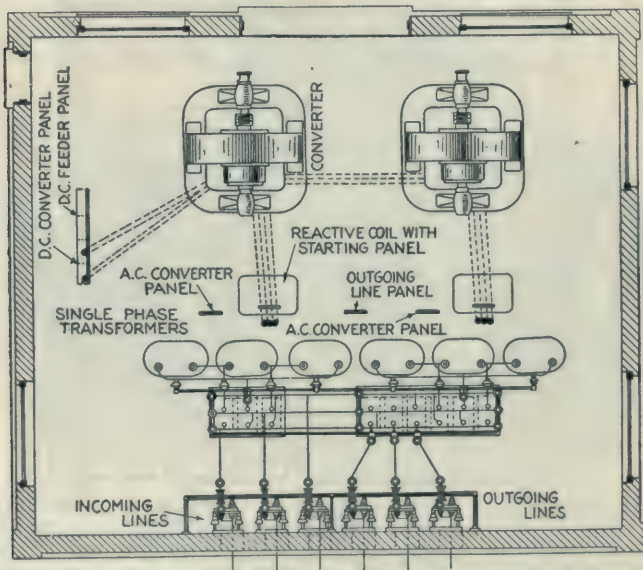 D.C. CONVERTER PANEL
D.C. FEEDER PANEL
CONVERTER
REACTIVE COIL WITH
STARTING PANEL
A.C. CONVERTER
PANEL
OUTGOING
LINE PANEL
SINGLE PHASE
TRANSFORMERS
A.C. CONVERTER PANEL
INCOMING
LINES
OUTGOING
LINES